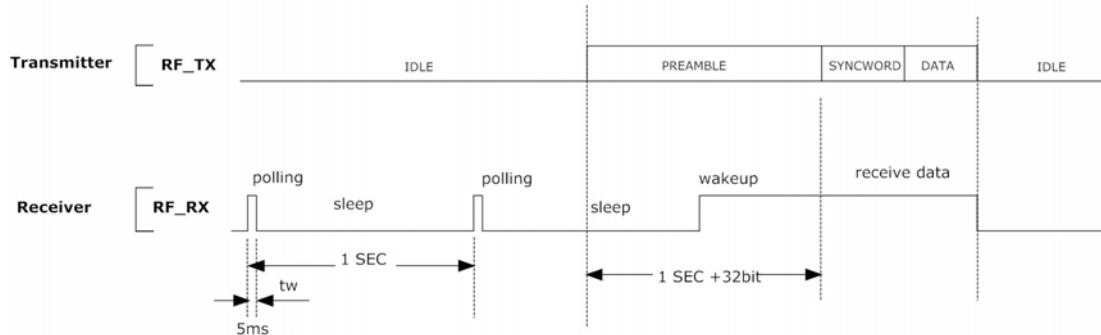 Transmitter RF_TX IDLE PREAMBLE SYNCWORD DATA IDLE
polling sleep polling sleep wakeup receive data
Receiver RF_RX
1 SEC
1 SEC +32bit
tw
5ms